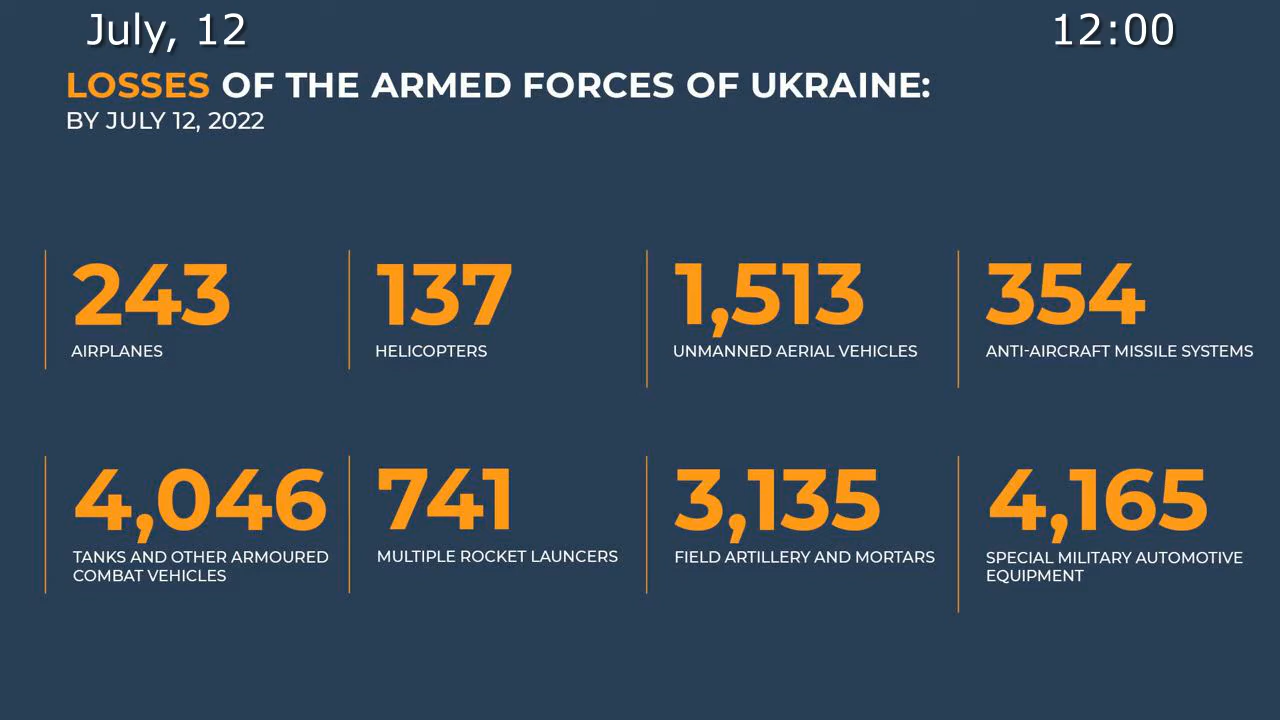 July, 12
12:00
LOSSES OF THE ARMED FORCES OF UKRAINE:
BY JULY 12, 2022
243
AIRPLANES
137
HELICOPTERS
1,513
UNMANNED AERIAL VEHICLES
354
ANTI-AIRCRAFT MISSILE SYSTEMS
4,046
TANKS AND OTHER ARMOURED
COMBAT VEHICLES
741
MULTIPLE ROCKET LAUNCERS
3,135
FIELD ARTILLERY AND MORTARS
4,165
SPECIAL MILITARY AUTOMOTIVE
EQUIPMENT